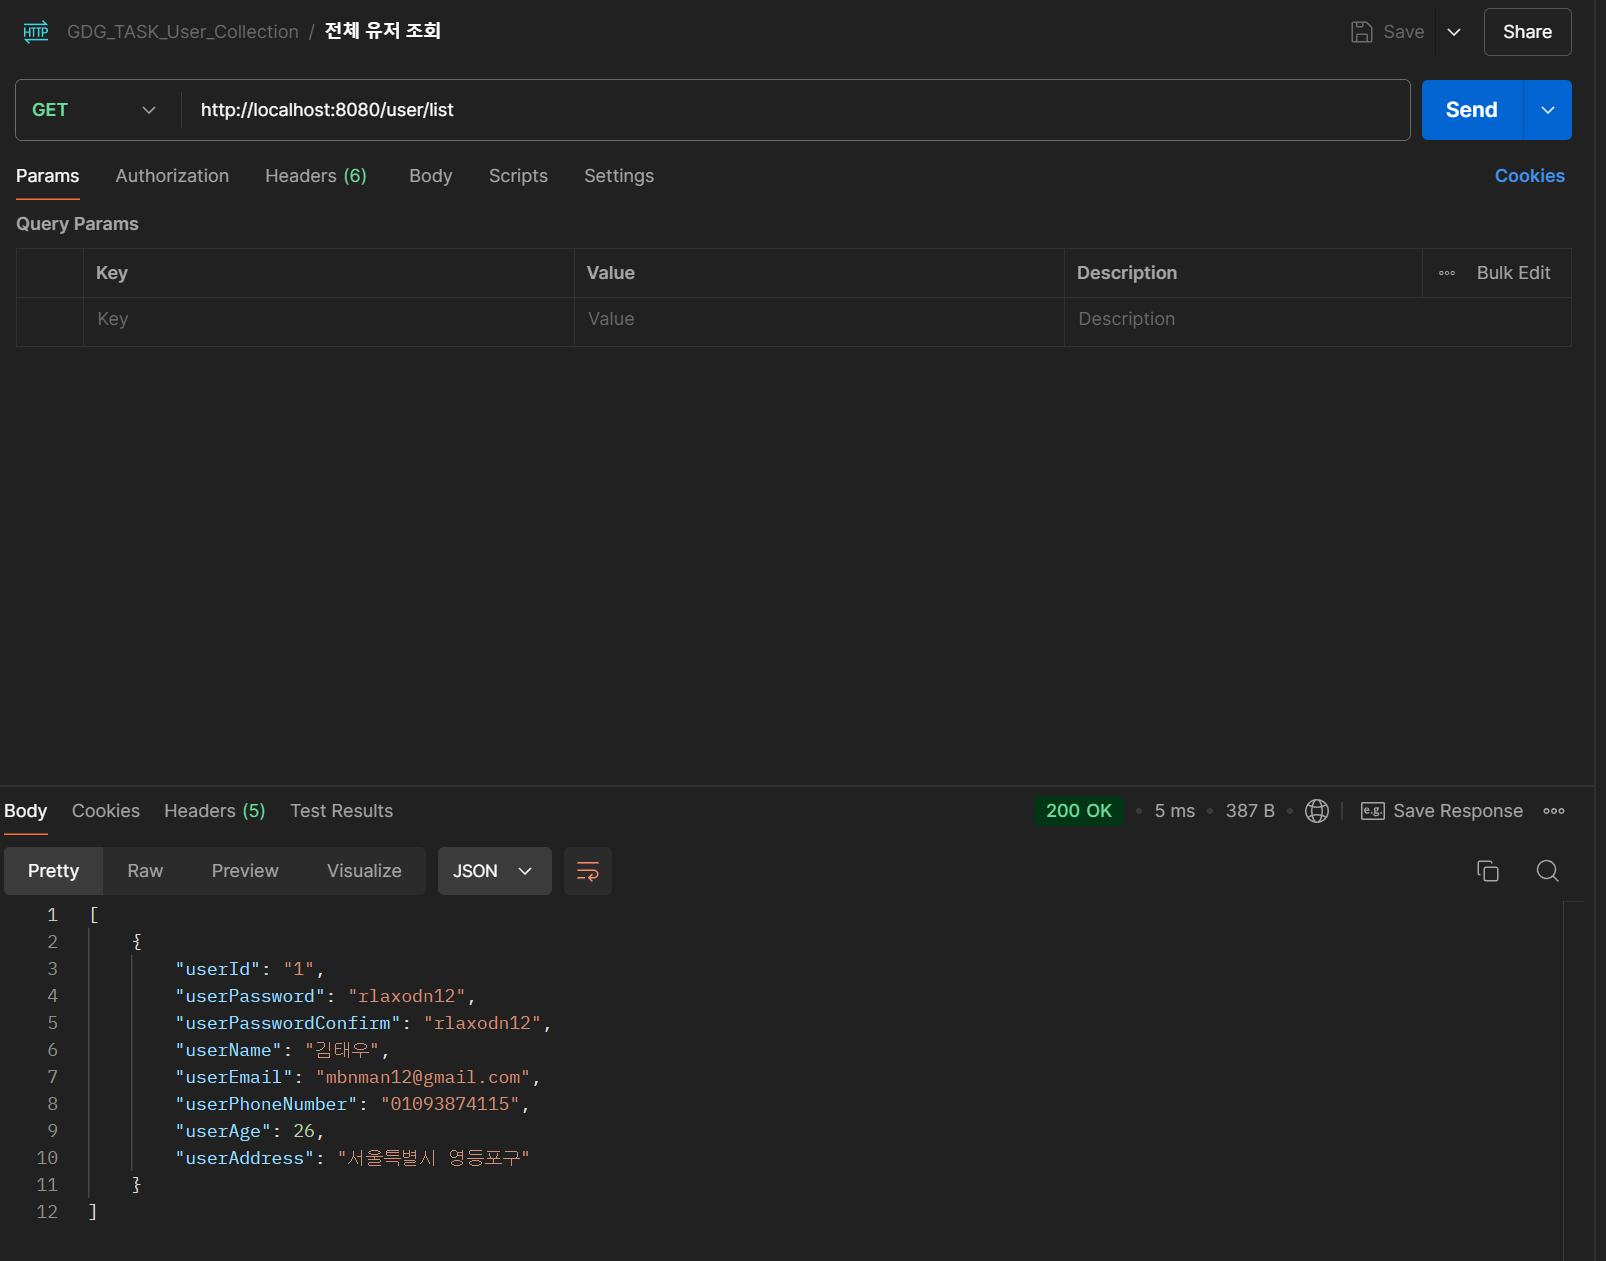 HTTP GDG_TASK_User_Collection / 전체 유저 조회 Save Share
GET http://localhost:8080/user/list Send
Params Authorization Headers (6) Body Scripts Settings Cookies
Query Params
Key Value Description Bulk Edit
Key Value Description
Body Cookies Headers (5) Test Results 200 OK • 5 ms • 387 B • e.g. Save Response
Pretty Raw Preview Visualize JSON
1 [
2 {
3 "userId": "1",
4 "userPassword": "rlaxodn12",
5 "userPasswordConfirm": "rlaxodn12",
6 "userName": "김태우",
7 "userEmail": "mbnman12@gmail.com",
8 "userPhoneNumber": "01093874115",
9 "userAge": 26,
10 "userAddress": "서울특별시 영등포구"
11 }
12 ]